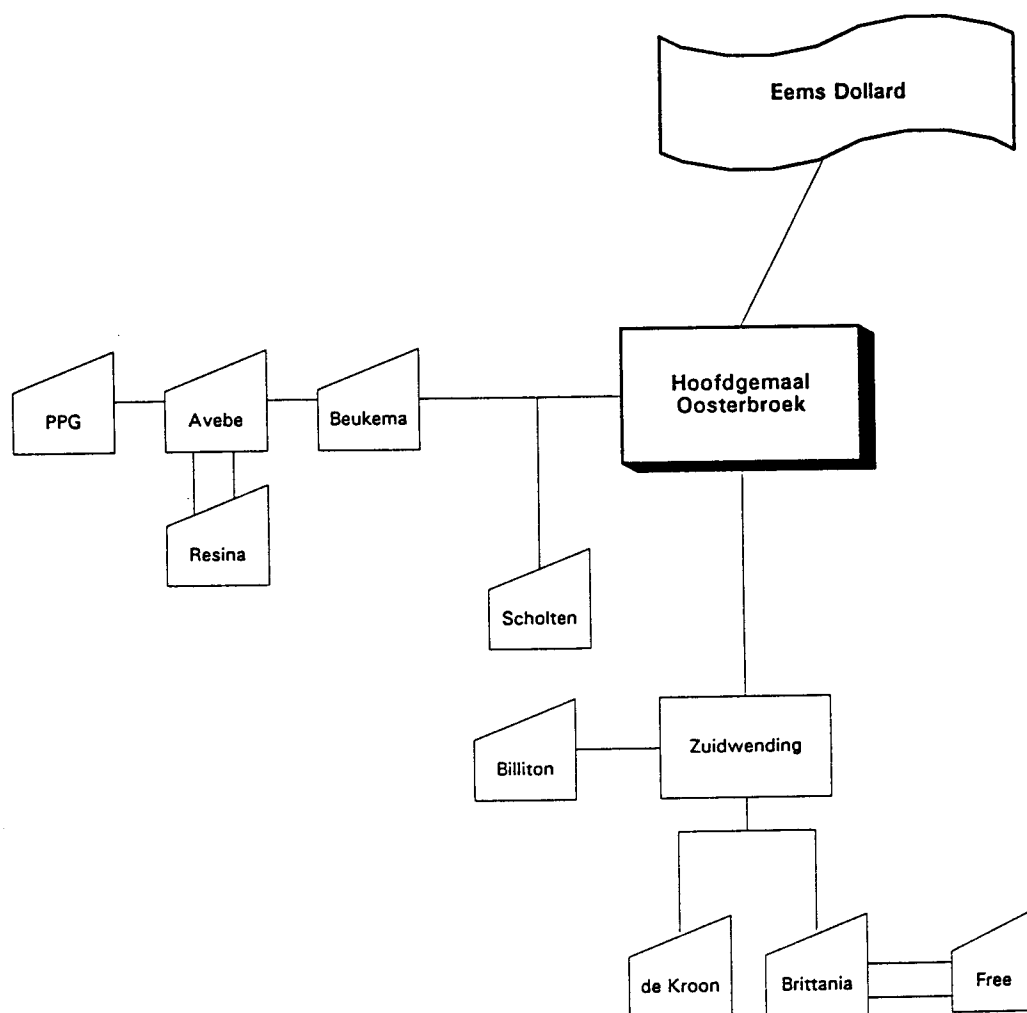 Eems Dollard
Hoofdgemaal
Oosterbroek
PPG
Avebe
Beukema
Resina
Scholten
Zuidwending
Billiton
de Kroon
Brittania
Free